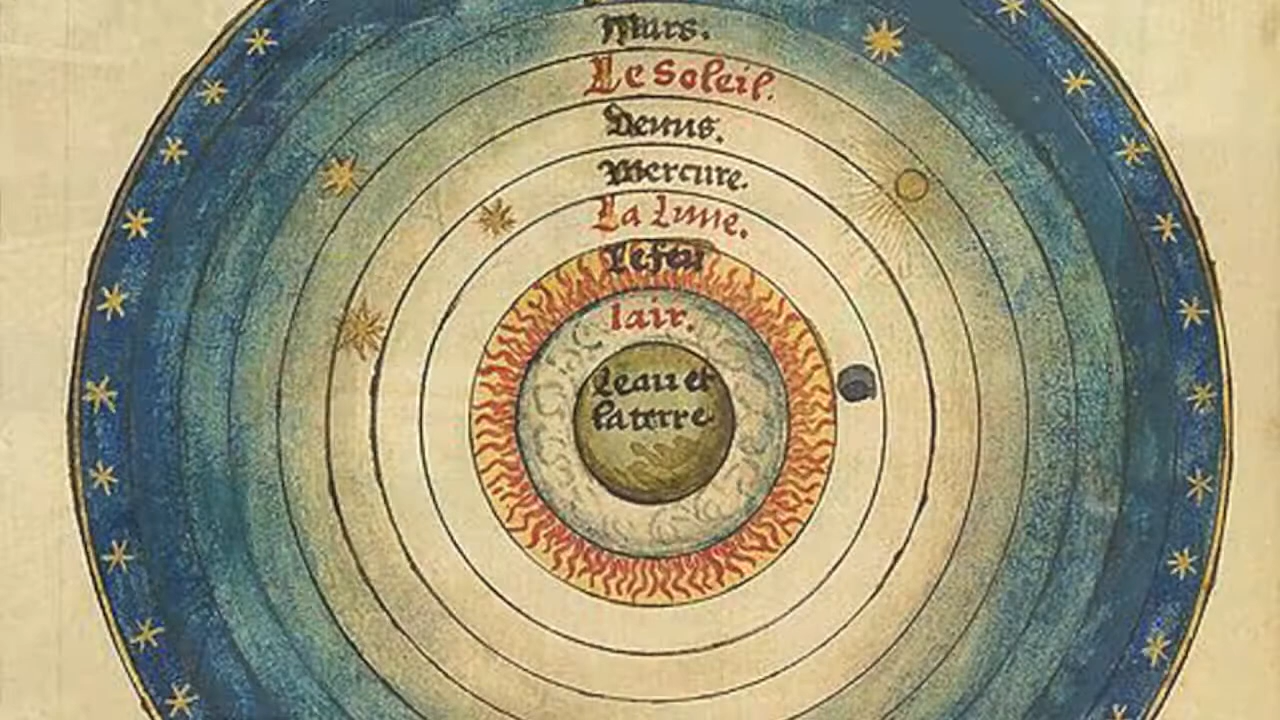 Mars.
Le Soleil.
Venus.
Mercure.
La Lune.
Le feu
lair.
Leau et
la terre.